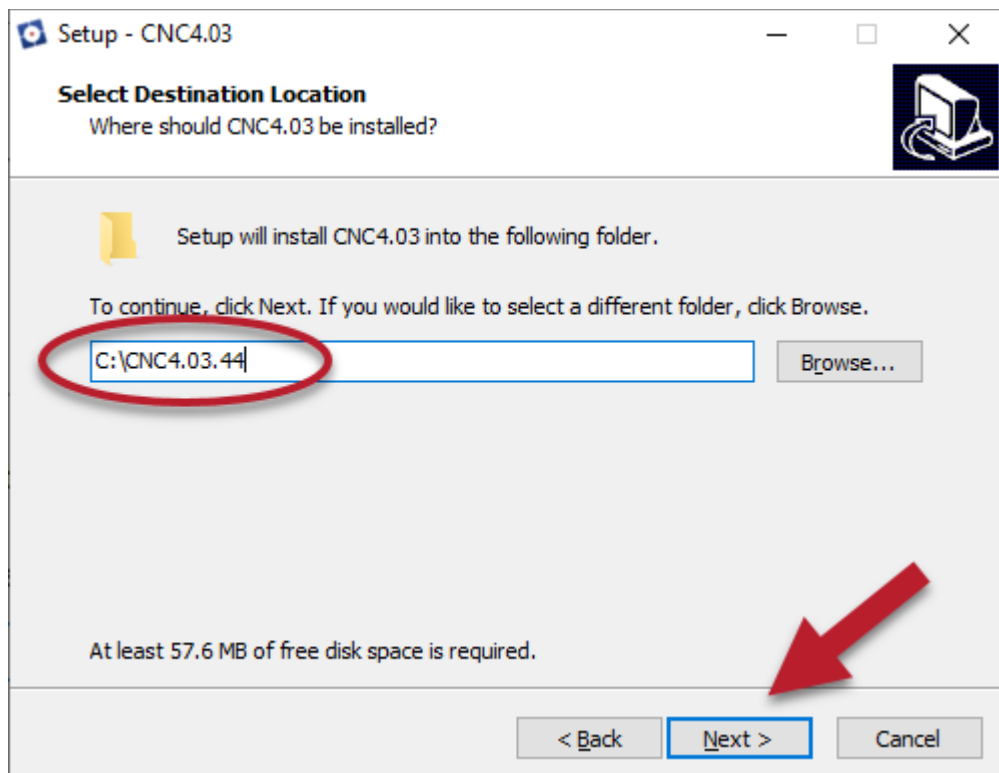 Setup - CNC4.03
Select Destination Location
Where should CNC4.03 be installed?
Setup will install CNC4.03 into the following folder.
To continue, click Next. If you would like to select a different folder, click Browse.
C:\CNC4.03.44
Browse...
At least 57.6 MB of free disk space is required.
< Back
Next >
Cancel